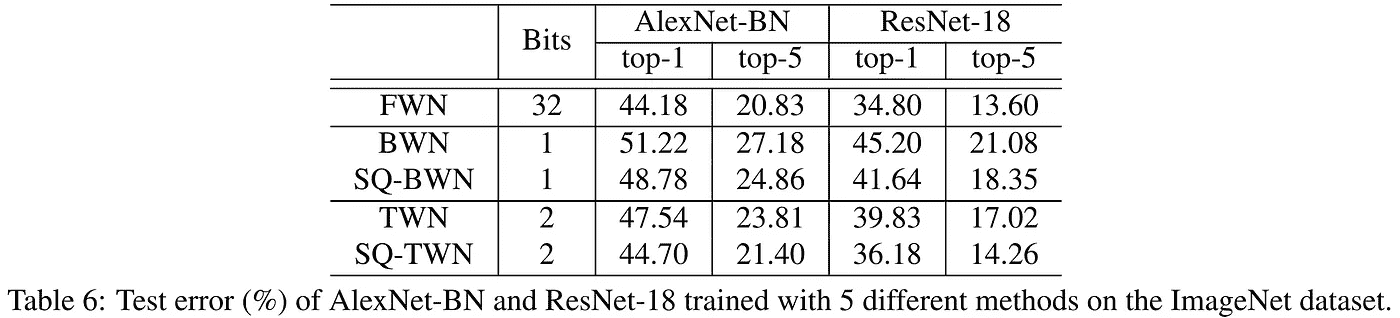 Bits AlexNet-BN ResNet-18
top-1 top-5 top-1 top-5
FWN 32 44.18 20.83 34.80 13.60
BWN 1 51.22 27.18 45.20 21.08
SQ-BWN 1 48.78 24.86 41.64 18.35
TWN 2 47.54 23.81 39.83 17.02
SQ-TWN 2 44.70 21.40 36.18 14.26
Table 6: Test error (%) of AlexNet-BN and ResNet-18 trained with 5 different methods on the ImageNet dataset.